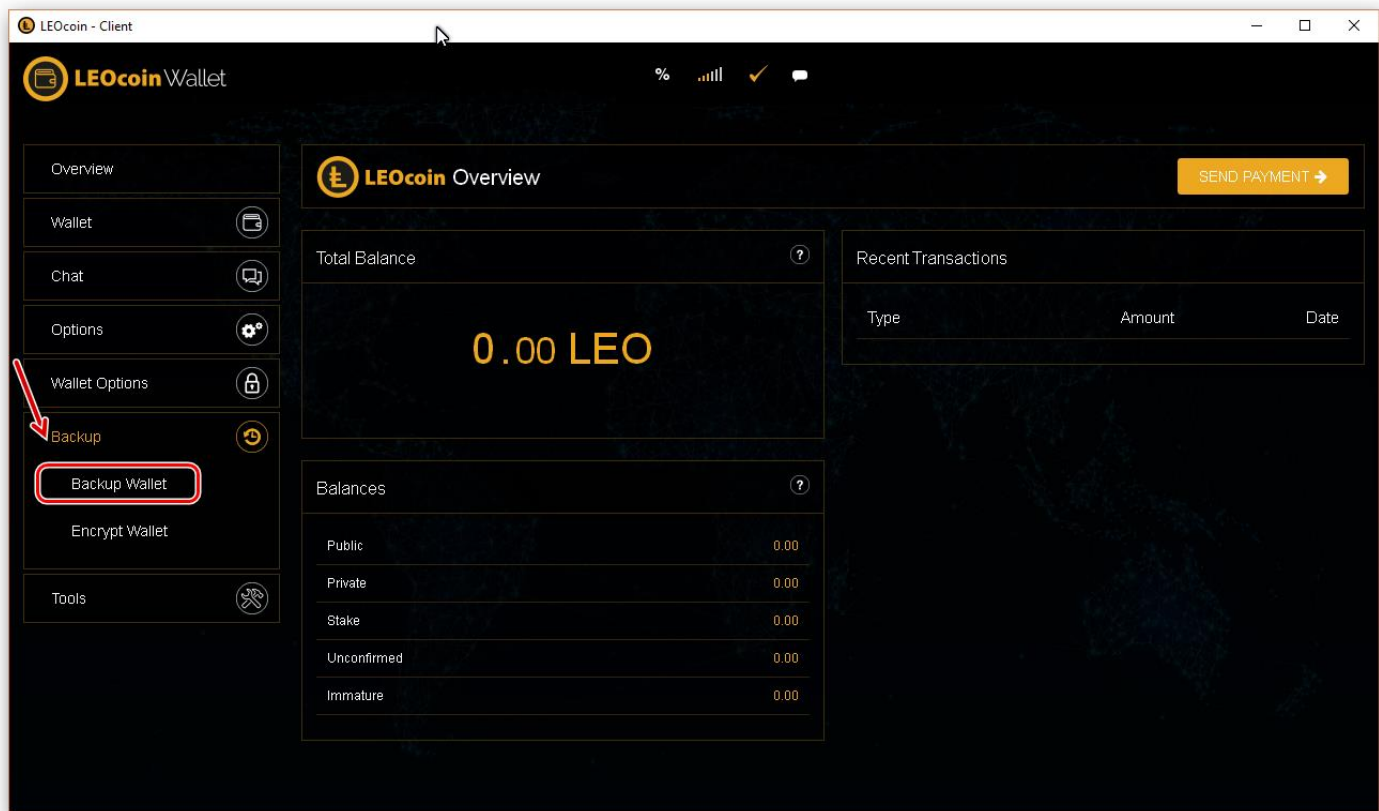 LEOcoin - Client
LEOcoin Wallet
%
Overview
Wallet
Chat
Options
Wallet Options
Backup
Backup Wallet
Encrypt Wallet
Tools
LEOcoin Overview
SEND PAYMENT
Total Balance ?
0.00 LEO
Balances ?
Public 0.00
Private 0.00
Stake 0.00
Unconfirmed 0.00
Immature 0.00
Recent Transactions
Type Amount Date